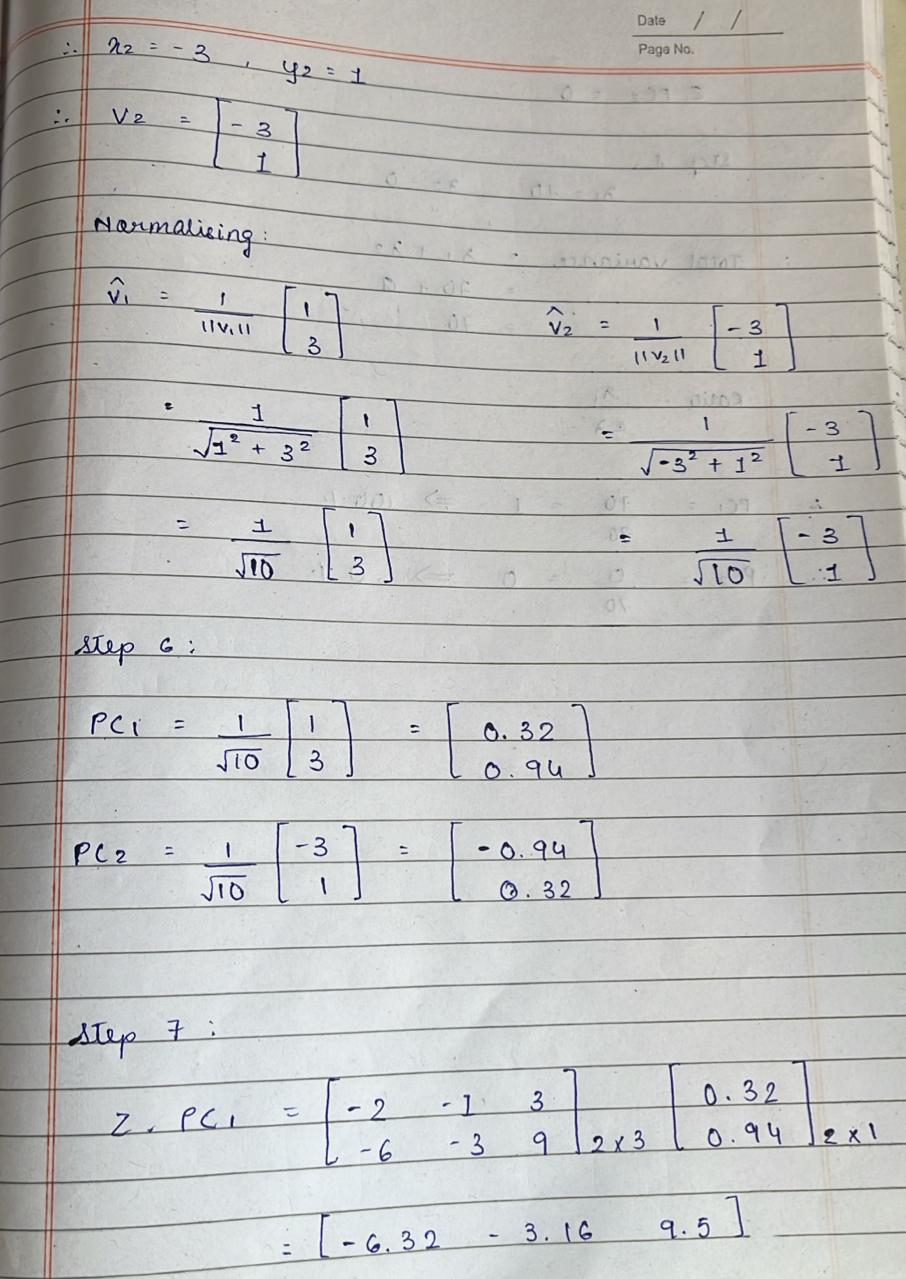 Date / /
Page No.
∴ x2 = -3 , y2 = 1
∴ V2 = [-3 1]
Normalising:
v̂1 = 1/||v1|| [1 3] v̂2 = 1/||v2|| [-3 1]
= 1/√1² + 3² [1 3] = 1/√-3² + 1² [-3 1]
= 1/√10 [1 3] = 1/√10 [-3 1]
Step 6 :
PC1 = 1/√10 [1 3] = [0.32 0.94]
PC2 = 1/√10 [-3 1] = [-0.94 0.32]
Step 7 :
Z. PC1 = [-2 -1 3 -6 -3 9] 2x3 [0.32 0.94] 2x1
= [-6.32 -3.16 9.5]